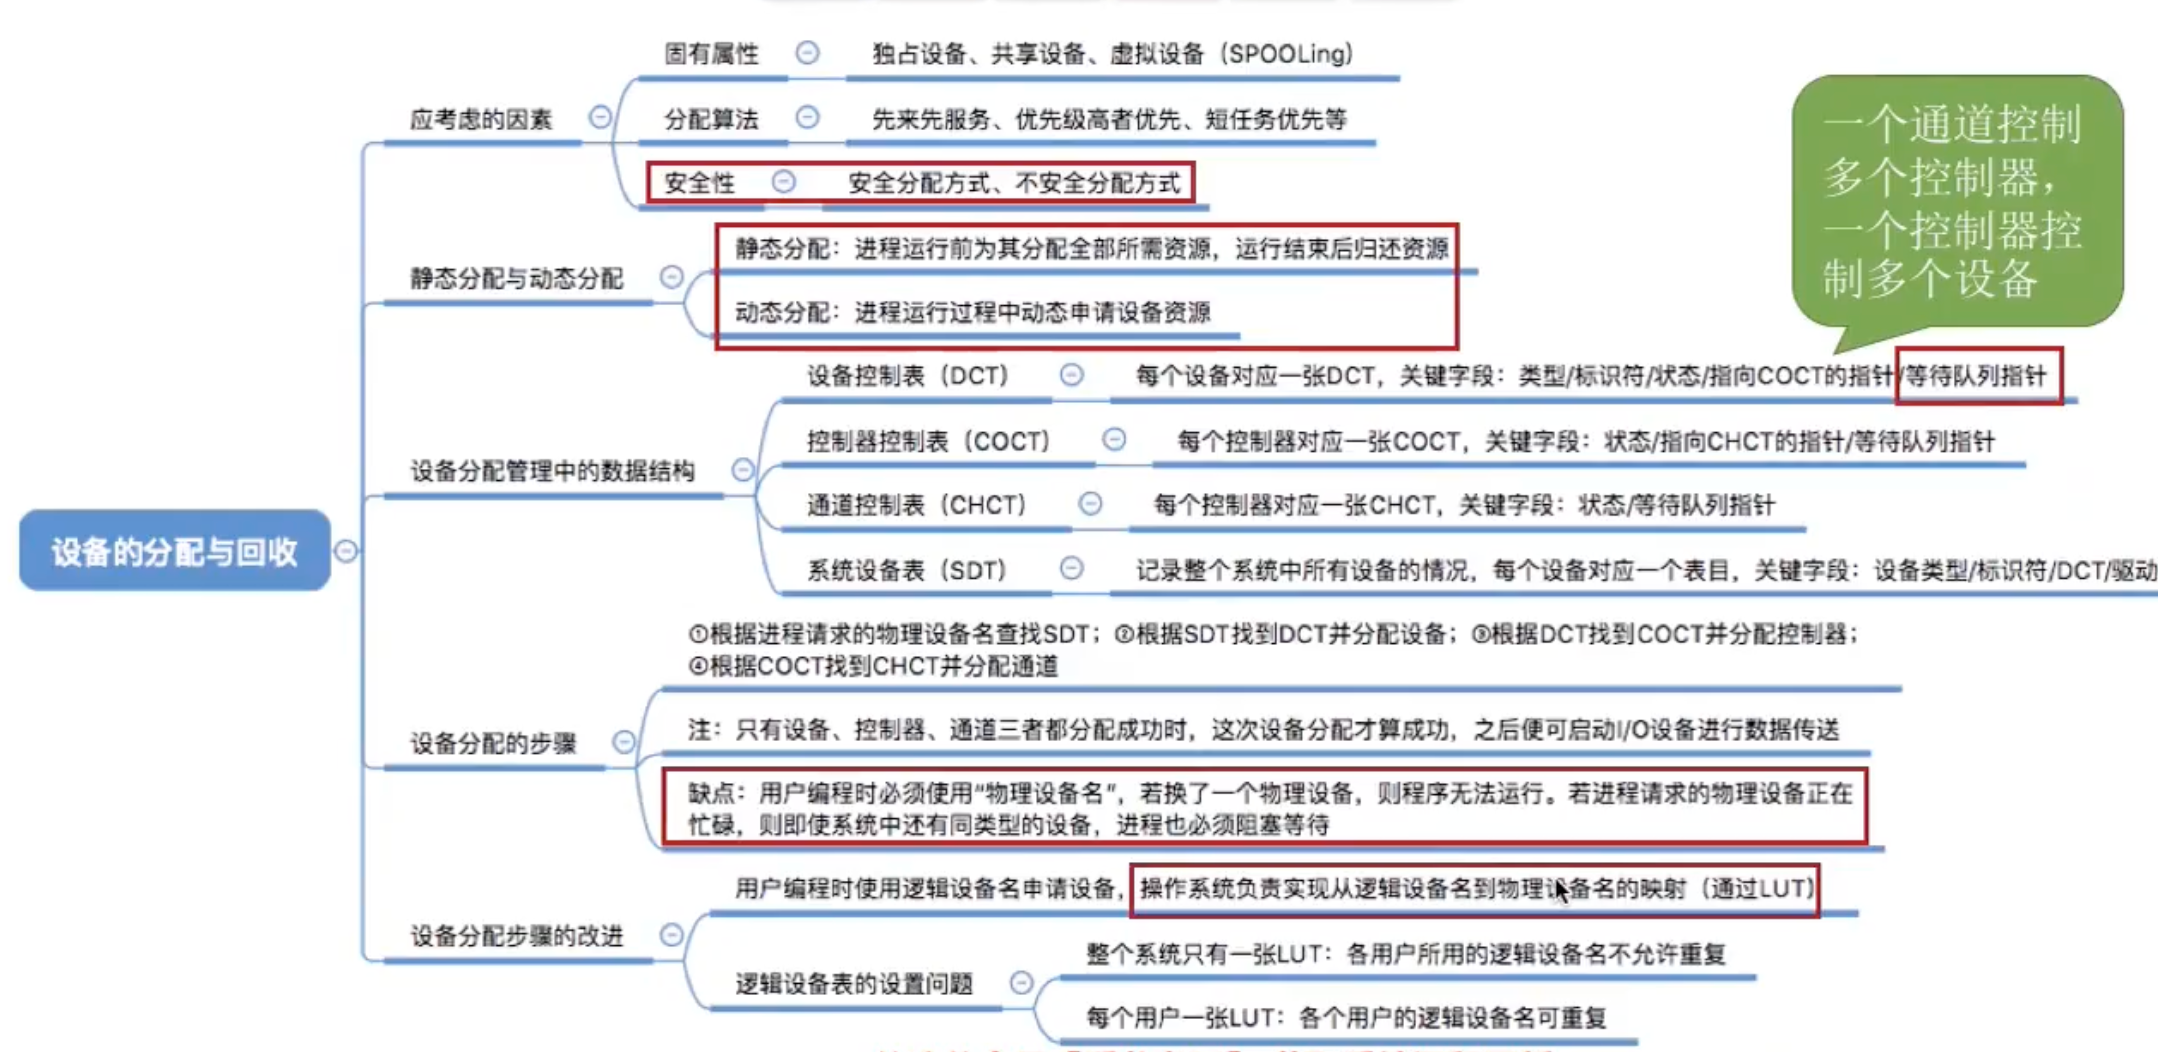 固有属性
独占设备、共享设备、虚拟设备（SPOOLing）
应考虑的因素
分配算法
先来先服务、优先级高者优先、短任务优先等
安全性
安全分配方式、不安全分配方式
一个通道控制
多个控制器，
一个控制器控
制多个设备
静态分配与动态分配
静态分配：进程运行前为其分配全部所需资源，运行结束后归还资源
动态分配：进程运行过程中动态申请设备资源
设备分配管理中的数据结构
设备控制表（DCT）
每个设备对应一张DCT，关键字段：类型/标识符/状态/指向COCT的指针/等待队列指针
控制器控制表（COCT）
每个控制器对应一张COCT，关键字段：状态/指向CHCT的指针/等待队列指针
通道控制表（CHCT）
每个控制器对应一张CHCT，关键字段：状态/等待队列指针
系统设备表（SDT）
记录整个系统中所有设备的情况，每个设备对应一个表目，关键字段：设备类型/标识符/DCT/驱动
设备的分配与回收
设备分配的步骤
①根据进程请求的物理设备名查找SDT；②根据SDT找到DCT并分配设备；③根据DCT找到COCT并分配控制器；
④根据COCT找到CHCT并分配通道
注：只有设备、控制器、通道三者都分配成功时，这次设备分配才算成功，之后便可启动I/O设备进行数据传送
缺点：用户编程时必须使用“物理设备名”，若换了一个物理设备，则程序无法运行。若进程请求的物理设备正在
忙碌，则即使系统中还有同类型的设备，进程也必须阻塞等待
设备分配步骤的改进
用户编程时使用逻辑设备名申请设备，操作系统负责实现从逻辑设备名到物理设备名的映射（通过LUT）
逻辑设备表的设置问题
整个系统只有一张LUT：各用户所用的逻辑设备名不允许重复
每个用户一张LUT：各个用户的逻辑设备名可重复